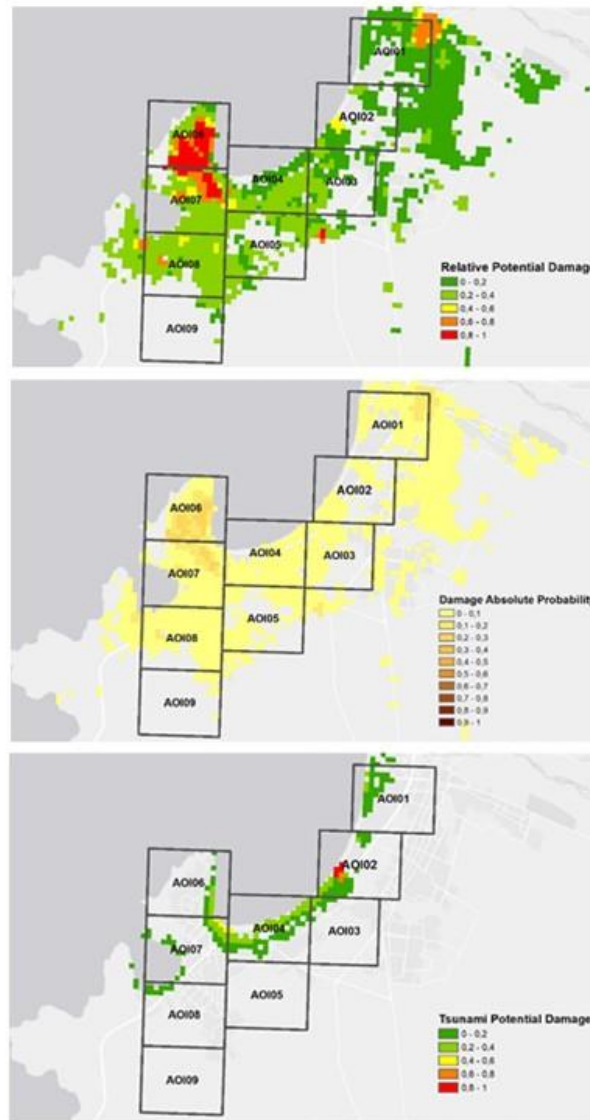 AOI01
AOI02
AOI06
AOI04
AOI03
AOI07
AOI05
AOI08
AOI09
Relative Potential Damage
0 - 0,2
0,2 - 0,4
0,4 - 0,6
0,6 - 0,8
0,8 - 1
AOI01
AOI02
AOI06
AOI04
AOI03
AOI07
AOI05
AOI08
AOI09
Damage Absolute Probability
0 - 0,1
0,1 - 0,2
0,2 - 0,3
0,3 - 0,4
0,4 - 0,5
0,5 - 0,6
0,6 - 0,7
0,7 - 0,8
0,8 - 0,9
0,9 - 1
AOI01
AOI02
AOI06
AOI04
AOI03
AOI07
AOI05
AOI08
AOI09
Tsunami Potential Damage
0 - 0,2
0,2 - 0,4
0,4 - 0,6
0,6 - 0,8
0,8 - 1